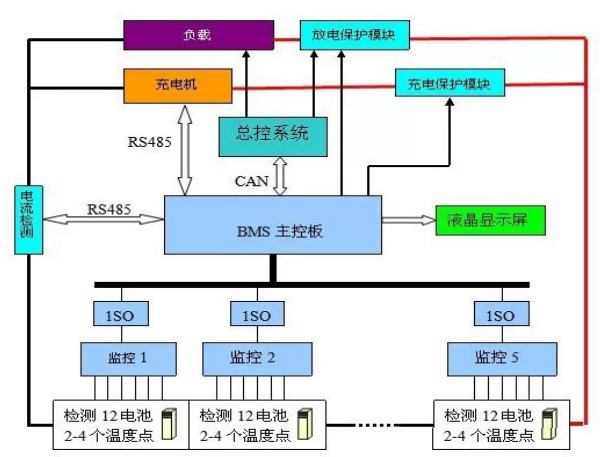 负载
放电保护模块
充电机
充电保护模块
总控系统
RS485
CAN
电流检测
RS485
BMS 主控板
液晶显示屏
1SO
1SO
1SO
监控 1
监控 2
监控 5
检测 12 电池
2-4 个温度点
检测 12 电池
2-4 个温度点
检测 12 电池
2-4 个温度点